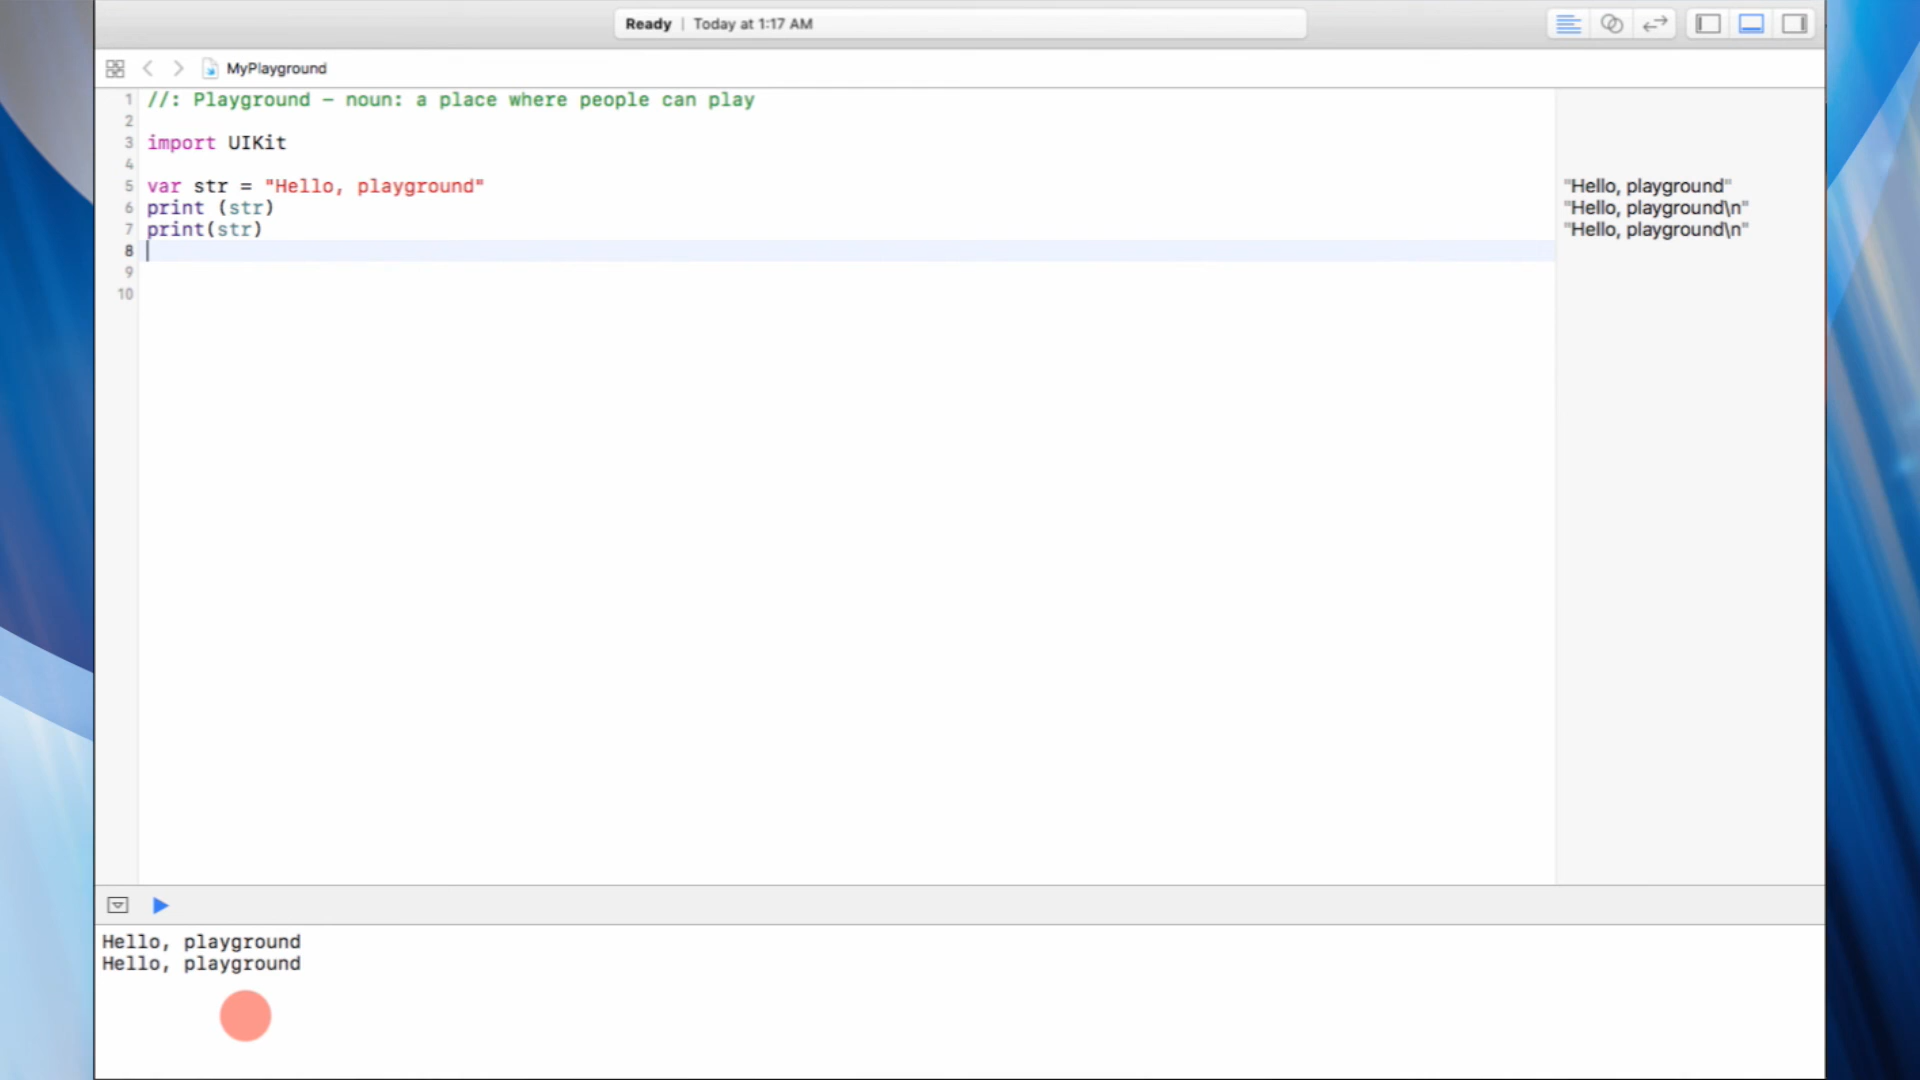 Ready | Today at 1:17 AM
MyPlayground
1 //: Playground – noun: a place where people can play
2
3 import UIKit
4
5 var str = "Hello, playground" "Hello, playground"
6 print (str) "Hello, playground\n"
7 print(str) "Hello, playground\n"
8
9
10
Hello, playground
Hello, playground